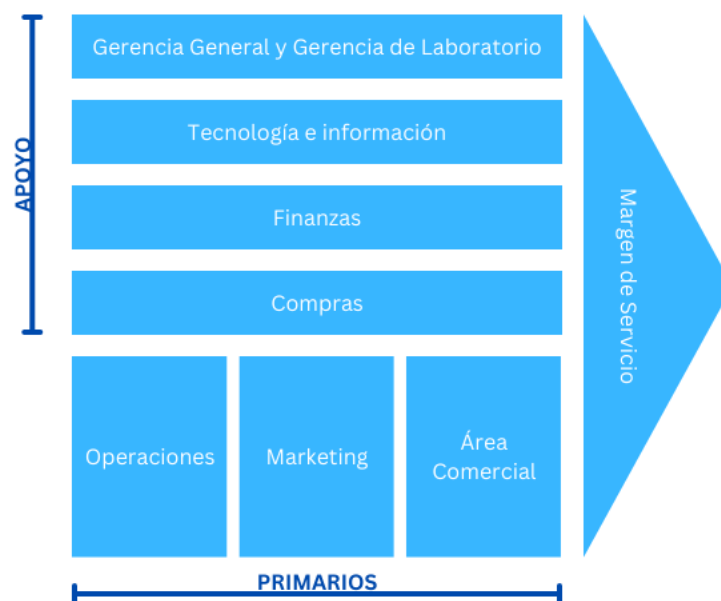 Gerencia General y Gerencia de Laboratorio
APOYO
Tecnología e información
Finanzas
Margen de Servicio
Compras
Operaciones
Marketing
Área
Comercial
PRIMARIOS